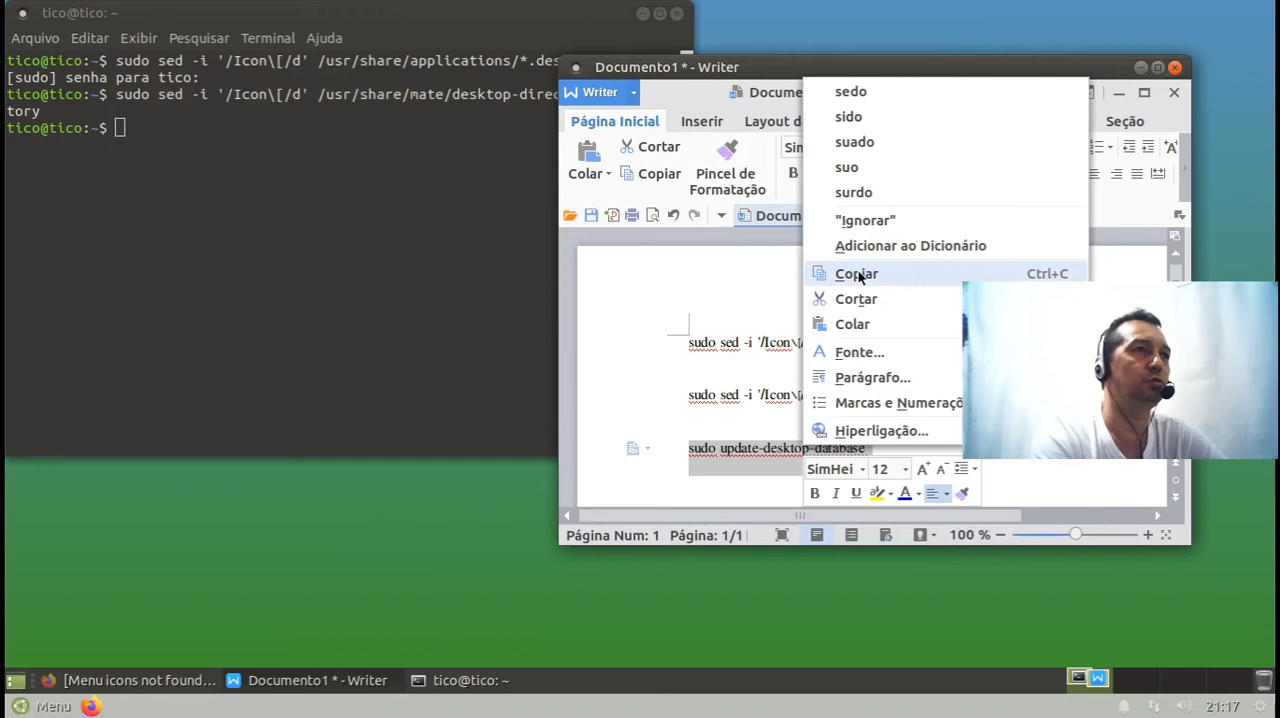 tico@tico: ~
Arquivo Editar Exibir Pesquisar Terminal Ajuda
tico@tico:~$ sudo sed -i '/Icon\[/d' /usr/share/applications/*.des
[sudo] senha para tico:
tico@tico:~$ sudo sed -i '/Icon\[/d' /usr/share/mate/desktop-direc
tory
tico@tico:~$
Documento1 * - Writer
Writer
Docume
Página Inicial Inserir Layout d Seção
Colar
Cortar
Copiar
Pincel de
Formatação
Sim
B
Docum
sedo
sido
suado
suo
surdo
"Ignorar"
Adicionar ao Dicionário
Copiar Ctrl+C
Cortar
Colar
Fonte...
Parágrafo...
Marcas e Numeraçõ
Hiperligação...
sudo sed -i '/Icon\[/
sudo sed -i '/Icon\[/
sudo update-desktop-database
SimHei 12
B I U
Página Num: 1 Página: 1/1 100 %
[Menu icons not found... Documento1 * - Writer tico@tico: ~
Menu 21:17